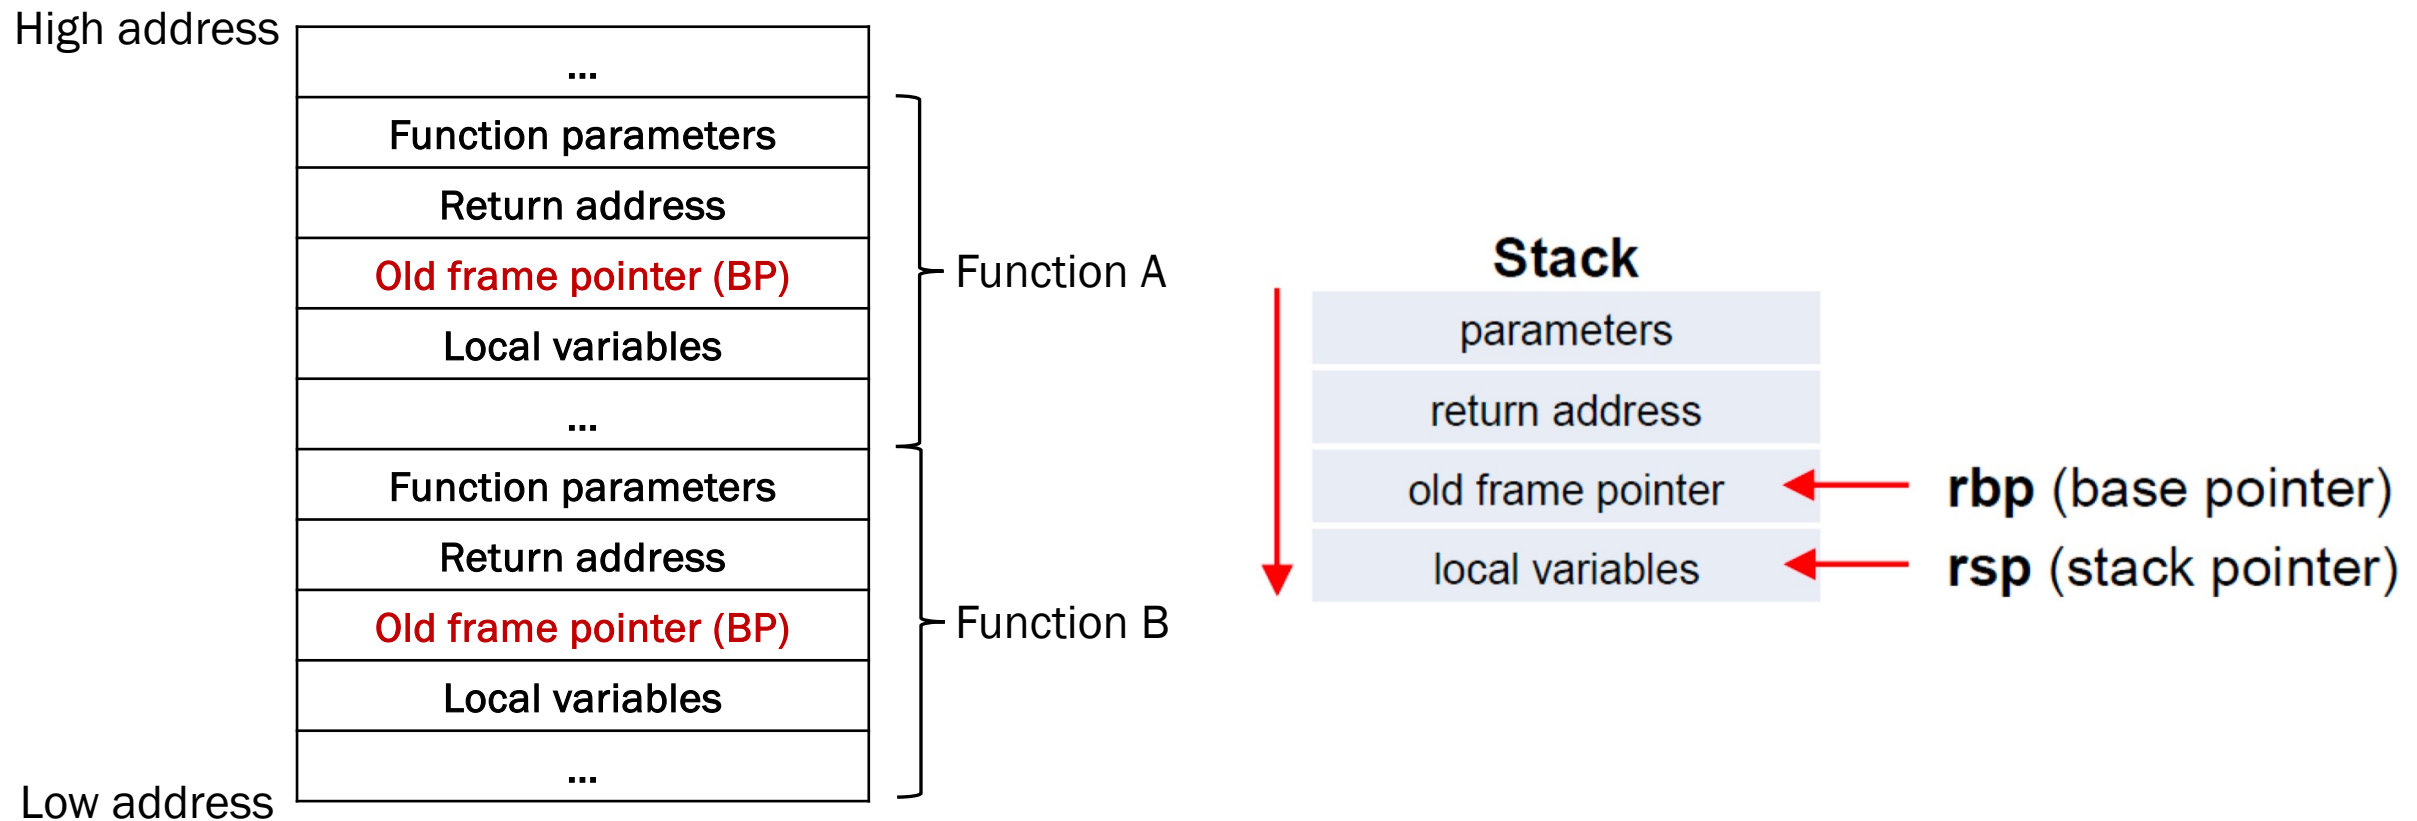 High address
...
Function parameters
Return address
Old frame pointer (BP)
Local variables
...
Function parameters
Return address
Old frame pointer (BP)
Local variables
...
Low address
Function A
Function B
Stack
parameters
return address
old frame pointer
local variables
rbp (base pointer)
rsp (stack pointer)